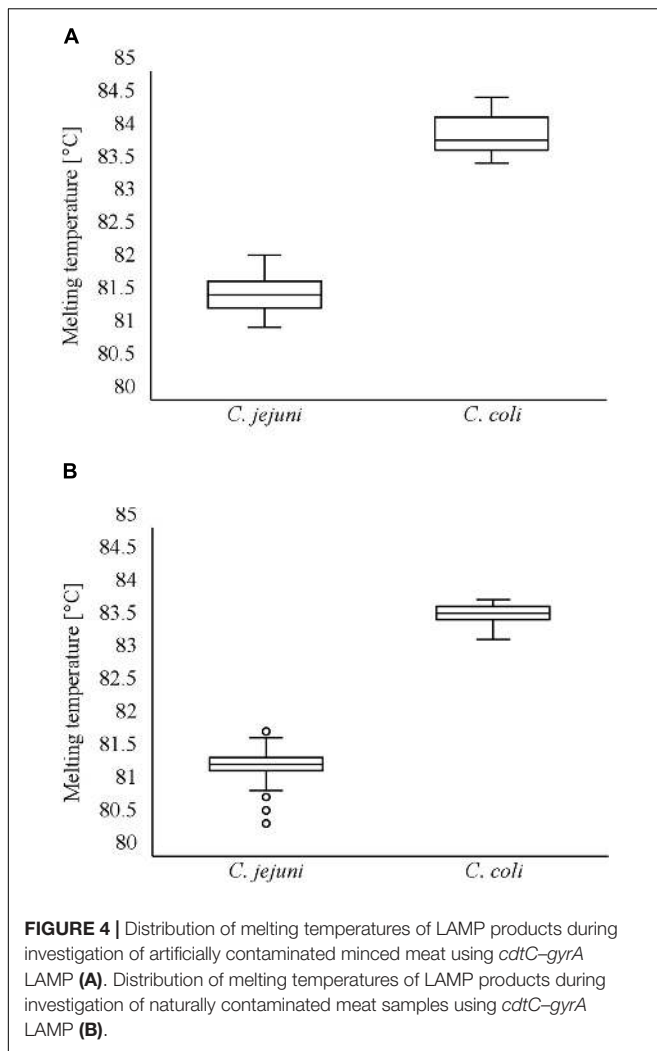 A
85
84.5
84
83.5
83
82.5
82
81.5
81
80.5
80
Melting temperature [°C]
C. jejuni
C. coli
B
85
84.5
84
83.5
83
82.5
82
81.5
81
80.5
80
Melting temperature [°C]
C. jejuni
C. coli
FIGURE 4 | Distribution of melting temperatures of LAMP products during
investigation of artificially contaminated minced meat using cdtC–gyrA
LAMP (A). Distribution of melting temperatures of LAMP products during
investigation of naturally contaminated meat samples using cdtC–gyrA
LAMP (B).